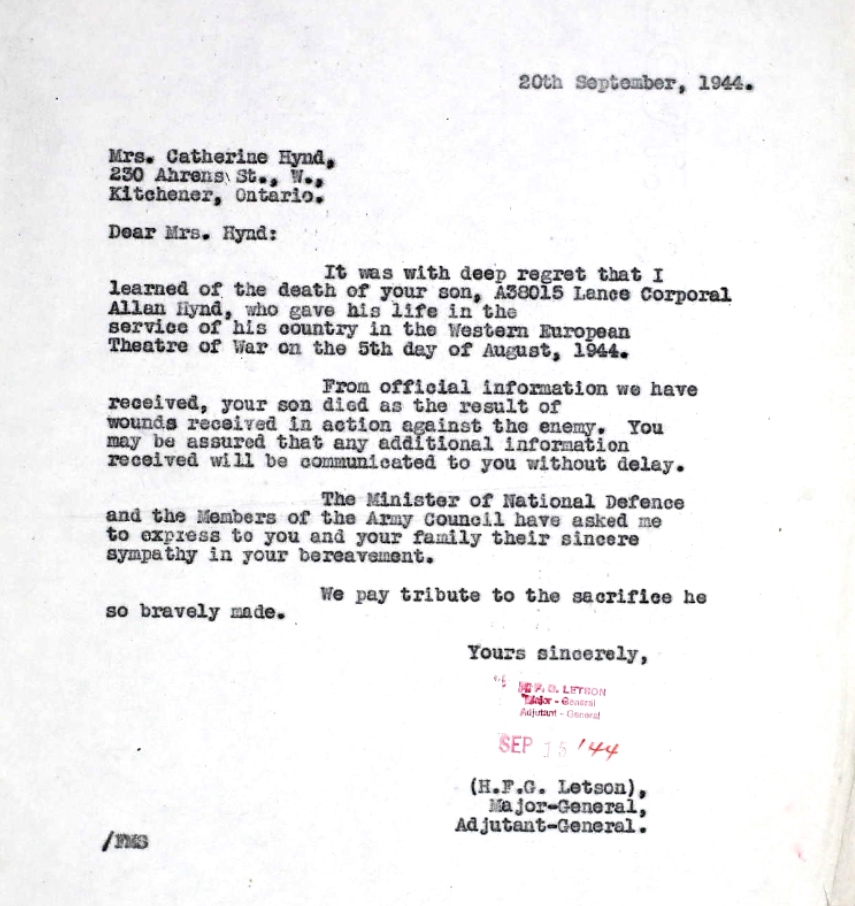 20th September, 1944.
Mrs. Catherine Hynd,
230 Ahrens St., W.,
Kitchener, Ontario.
Dear Mrs. Hynd:
It was with deep regret that I
learned of the death of your son, A38015 Lance Corporal
Allan Hynd, who gave his life in the
service of his country in the Western European
Theatre of War on the 5th day of August, 1944.
From official information we have
received, your son died as the result of
wounds received in action against the enemy. You
may be assured that any additional information
received will be communicated to you without delay.
The Minister of National Defence
and the Members of the Army Council have asked me
to express to you and your family their sincere
sympathy in your bereavement.
We pay tribute to the sacrifice he
so bravely made.
Yours sincerely,
F. G. LETSON
Major - General
Adjutant - General
SEP 15 '44
(H.F.G. Letson),
Major-General,
Adjutant-General.
/FMS